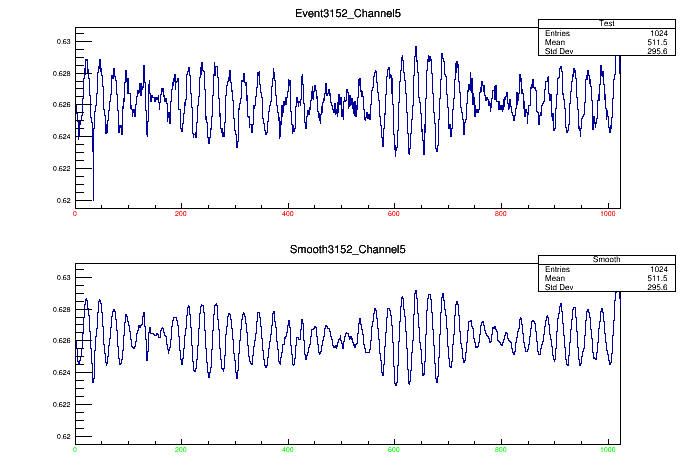 Event3152_Channel5
Test
Entries 1024
Mean 511.5
Std Dev 295.6
0.63
0.628
0.626
0.624
0.622
0.62
0 200 400 600 800 1000
Smooth3152_Channel5
Smooth
Entries 1024
Mean 511.5
Std Dev 295.6
0.63
0.628
0.626
0.624
0.622
0.62
0 200 400 600 800 1000